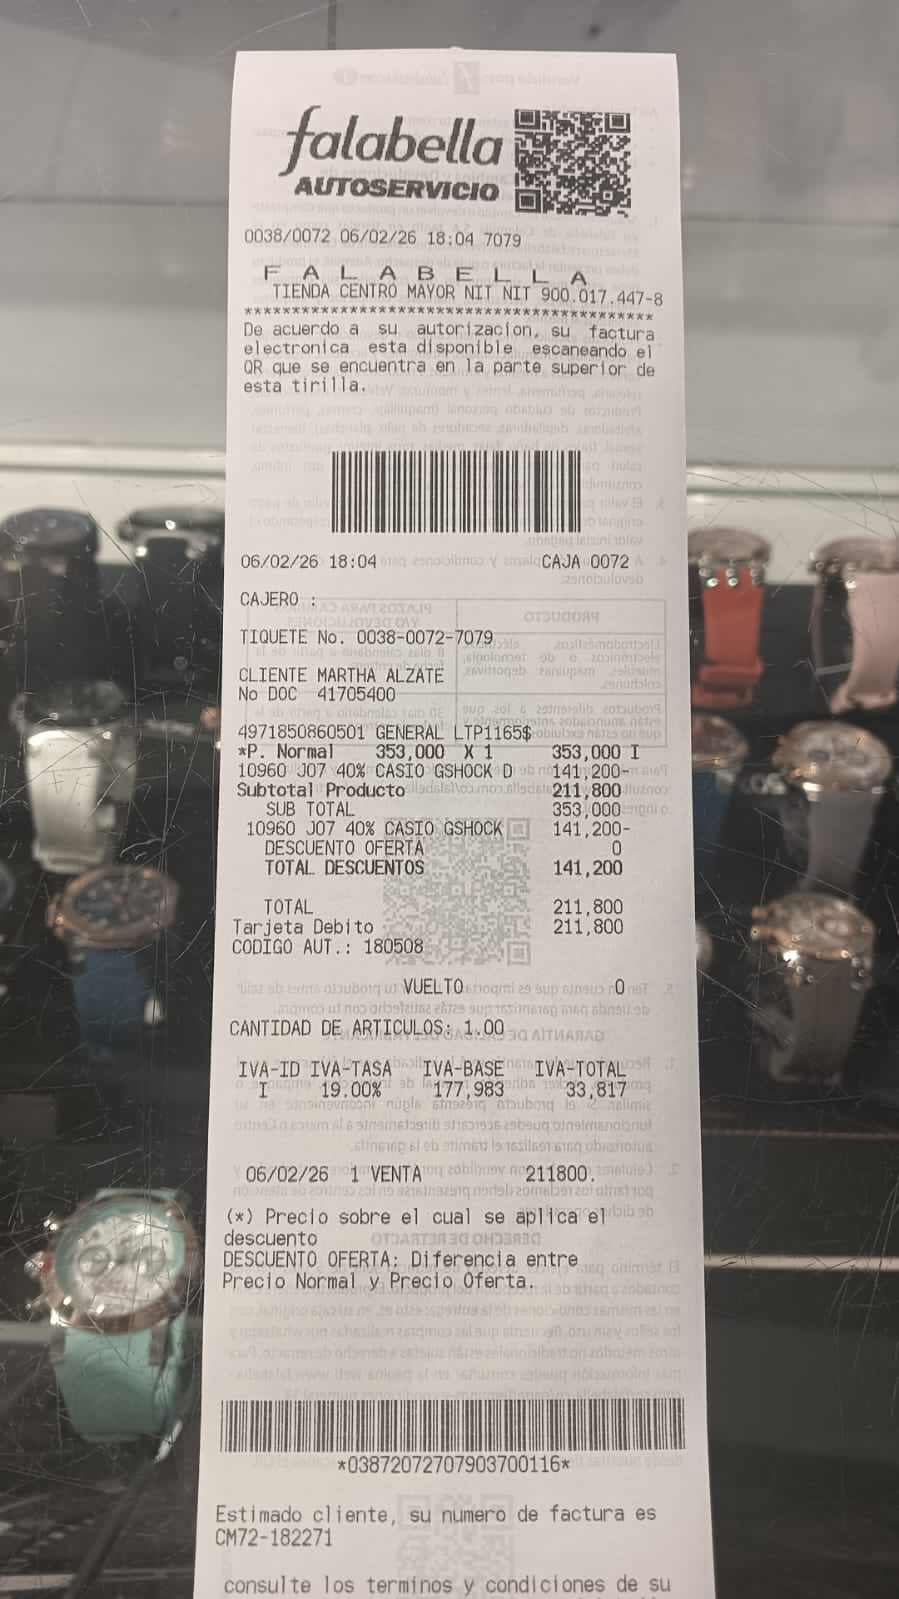 falabella
AUTOSERVICIO
0038/0072 06/02/26 18:04 7079
F A L A B E L L A
TIENDA CENTRO MAYOR NIT NIT 900.017.447-8
*******************************************
De acuerdo a su autorizacion, su factura
electronica esta disponible escaneando el
QR que se encuentra en la parte superior de
esta tirilla.
06/02/26 18:04 CAJA 0072
CAJERO :
TIQUETE No. 0038-0072-7079
CLIENTE MARTHA ALZATE
No DOC 41705400
4971850860501 GENERAL LTP1165$
*P. Normal 353,000 X 1 353,000 I
10960 J07 40% CASIO GSHOCK D 141,200-
Subtotal Producto 211,800
SUB TOTAL 353,000
10960 J07 40% CASIO GSHOCK 141,200-
DESCUENTO OFERTA 0
TOTAL DESCUENTOS 141,200
TOTAL 211,800
Tarjeta Debito 211,800
CODIGO AUT.: 180508
VUELTO 0
CANTIDAD DE ARTICULOS: 1.00
IVA-ID IVA-TASA IVA-BASE IVA-TOTAL
I 19.00% 177,983 33,817
06/02/26 1 VENTA 211800.
(*) Precio sobre el cual se aplica el
descuento
DESCUENTO OFERTA: Diferencia entre
Precio Normal y Precio Oferta.
*03872072707903700116*
Estimado cliente, su numero de factura es
CM72-182271
consulte los terminos y condiciones de su